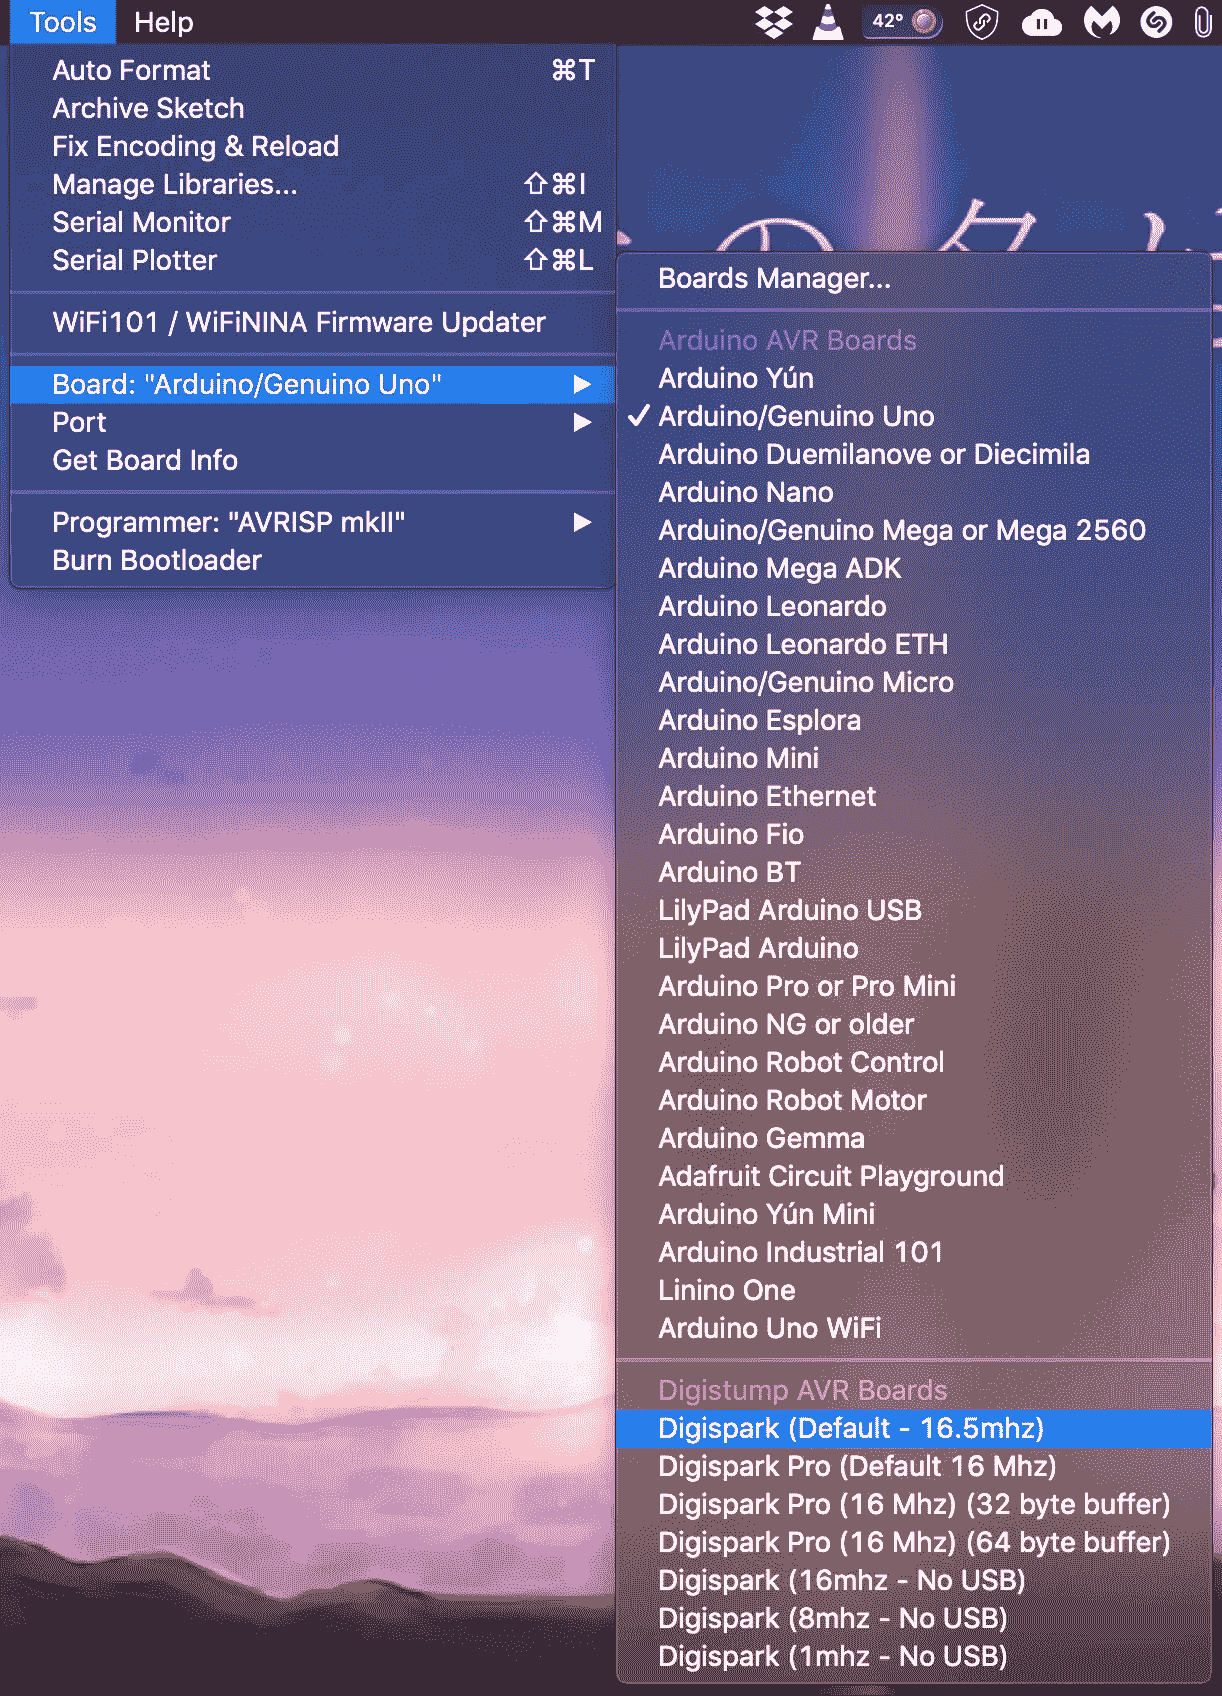 Tools Help 42°
Auto Format ⌘T
Archive Sketch
Fix Encoding & Reload
Manage Libraries... ⇧⌘I
Serial Monitor ⇧⌘M
Serial Plotter ⇧⌘L
WiFi101 / WiFiNINA Firmware Updater
Board: "Arduino/Genuino Uno"
Port
Get Board Info
Programmer: "AVRISP mkII"
Burn Bootloader
Boards Manager...
Arduino AVR Boards
Arduino Yún
✓ Arduino/Genuino Uno
Arduino Duemilanove or Diecimila
Arduino Nano
Arduino/Genuino Mega or Mega 2560
Arduino Mega ADK
Arduino Leonardo
Arduino Leonardo ETH
Arduino/Genuino Micro
Arduino Esplora
Arduino Mini
Arduino Ethernet
Arduino Fio
Arduino BT
LilyPad Arduino USB
LilyPad Arduino
Arduino Pro or Pro Mini
Arduino NG or older
Arduino Robot Control
Arduino Robot Motor
Arduino Gemma
Adafruit Circuit Playground
Arduino Yún Mini
Arduino Industrial 101
Linino One
Arduino Uno WiFi
Digistump AVR Boards
Digispark (Default - 16.5mhz)
Digispark Pro (Default 16 Mhz)
Digispark Pro (16 Mhz) (32 byte buffer)
Digispark Pro (16 Mhz) (64 byte buffer)
Digispark (16mhz - No USB)
Digispark (8mhz - No USB)
Digispark (1mhz - No USB)